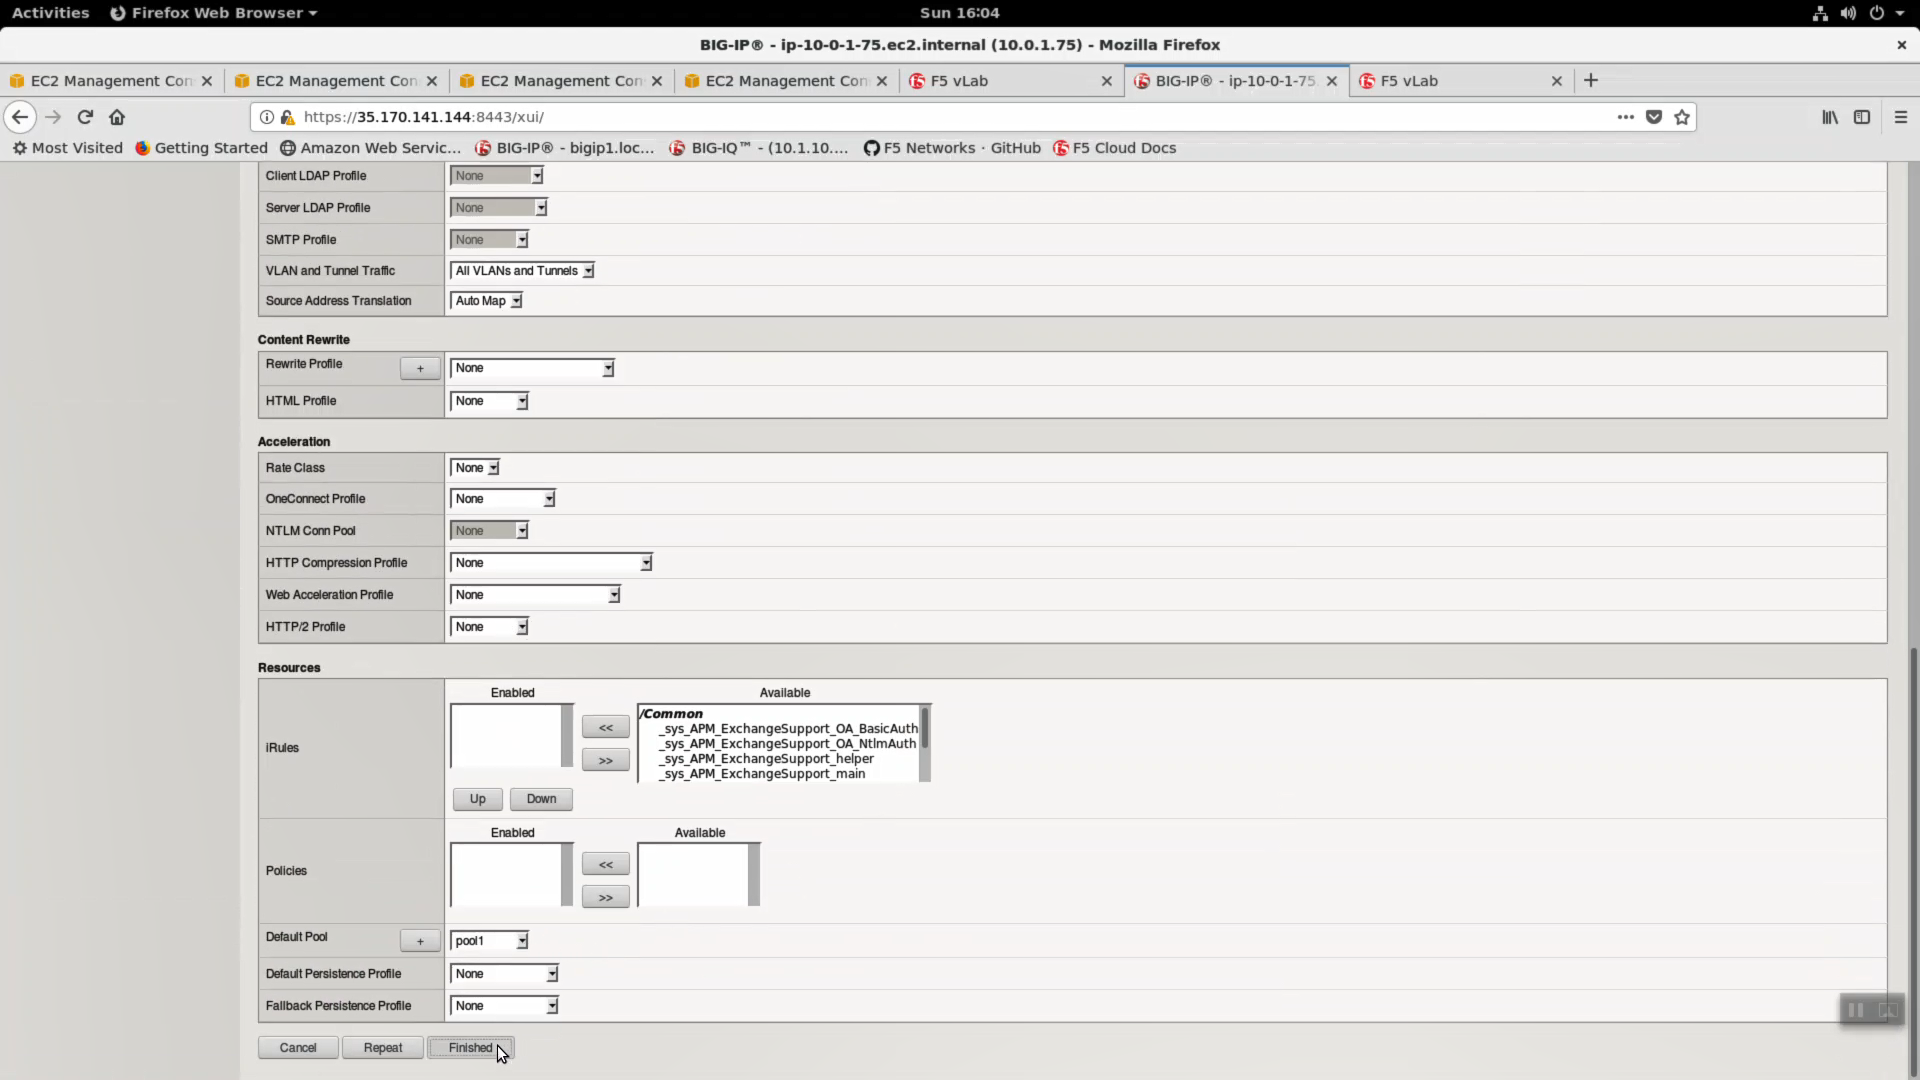 Activities Firefox Web Browser Sun 16:04
BIG-IP® - ip-10-0-1-75.ec2.internal (10.0.1.75) - Mozilla Firefox
EC2 Management Con EC2 Management Con EC2 Management Con EC2 Management Con F5 vLab BIG-IP® - ip-10-0-1-75. F5 vLab
https://35.170.141.144:8443/xui/
Most Visited Getting Started Amazon Web Servic... BIG-IP® - bigip1.loc... BIG-IQ™ - (10.1.10.... F5 Networks · GitHub F5 Cloud Docs
Client LDAP Profile None
Server LDAP Profile None
SMTP Profile None
VLAN and Tunnel Traffic All VLANs and Tunnels
Source Address Translation Auto Map
Content Rewrite
Rewrite Profile + None
HTML Profile None
Acceleration
Rate Class None
OneConnect Profile None
NTLM Conn Pool None
HTTP Compression Profile None
Web Acceleration Profile None
HTTP/2 Profile None
Resources
Enabled Available
iRules
<<
>>
/Common
_sys_APM_ExchangeSupport_OA_BasicAuth
_sys_APM_ExchangeSupport_OA_NtlmAuth
_sys_APM_ExchangeSupport_helper
_sys_APM_ExchangeSupport_main
Up Down
Enabled Available
Policies
<<
>>
Default Pool + pool1
Default Persistence Profile None
Fallback Persistence Profile None
Cancel Repeat Finished